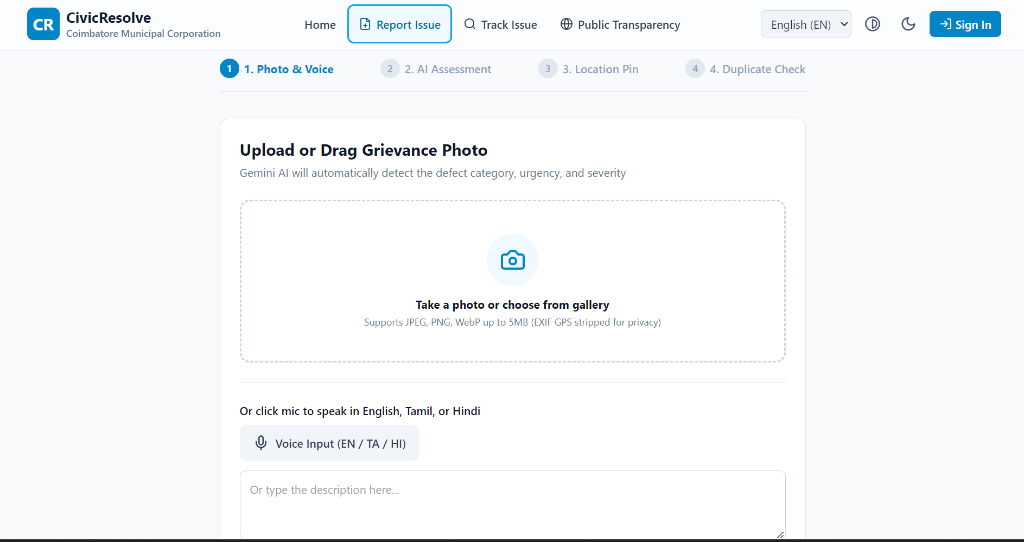 CR
CivicResolve
Coimbatore Municipal Corporation
Home
Report Issue
Track Issue
Public Transparency
English (EN)
Sign In
1 1. Photo & Voice
2 2. AI Assessment
3 3. Location Pin
4 4. Duplicate Check
Upload or Drag Grievance Photo
Gemini AI will automatically detect the defect category, urgency, and severity
Take a photo or choose from gallery
Supports JPEG, PNG, WebP up to 5MB (EXIF GPS stripped for privacy)
Or click mic to speak in English, Tamil, or Hindi
Voice Input (EN / TA / HI)
Or type the description here...